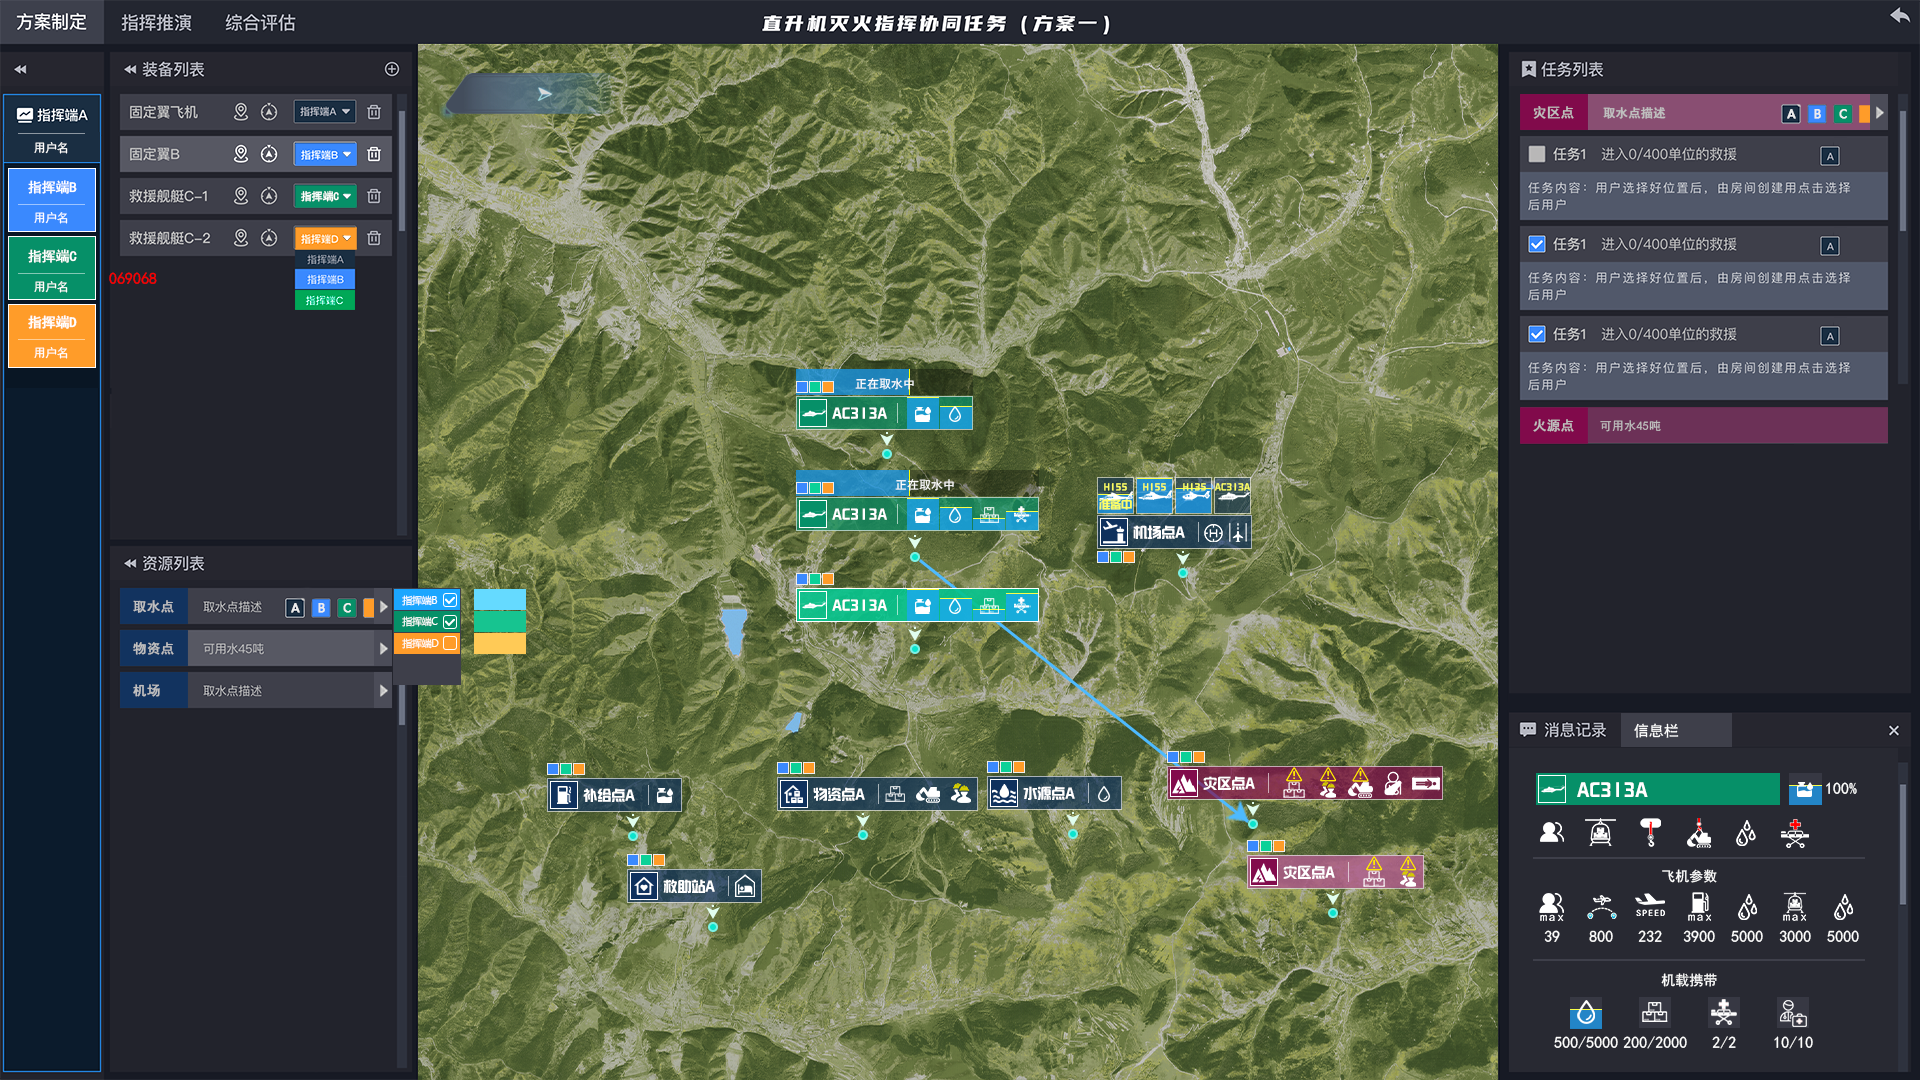 方案制定
指挥推演
综合评估
直升机灭火指挥协同任务（方案一）
指挥端A
用户名
指挥端B
用户名
指挥端C
用户名
指挥端D
用户名
装备列表
固定翼飞机
指挥端A
固定翼B
指挥端B
救援舰艇C-1
指挥端C
救援舰艇C-2
指挥端D
指挥端A
指挥端B
指挥端C
069068
资源列表
取水点
取水点描述
A B C
物资点
可用水45吨
机场
取水点描述
指挥端B
指挥端C
指挥端D
正在取水中
AC313A
正在取水中
AC313A
AC313A
H155
准备中
H155
H135
AC313A
机场点A
补给点A
物资点A
水源点A
灾区点A
救助站A
灾区点A
任务列表
灾区点
取水点描述
A B C
任务1 进入0/400单位的救援 A
任务内容：用户选择好位置后，由房间创建用点击选择
后用户
任务1 进入0/400单位的救援 A
任务内容：用户选择好位置后，由房间创建用点击选择
后用户
任务1 进入0/400单位的救援 A
任务内容：用户选择好位置后，由房间创建用点击选择
后用户
火源点
可用水45吨
消息记录
信息栏
AC313A
100%
飞机参数
max
SPEED
max
max
39 800 232 3900 5000 3000 5000
机载携带
500/5000 200/2000 2/2 10/10